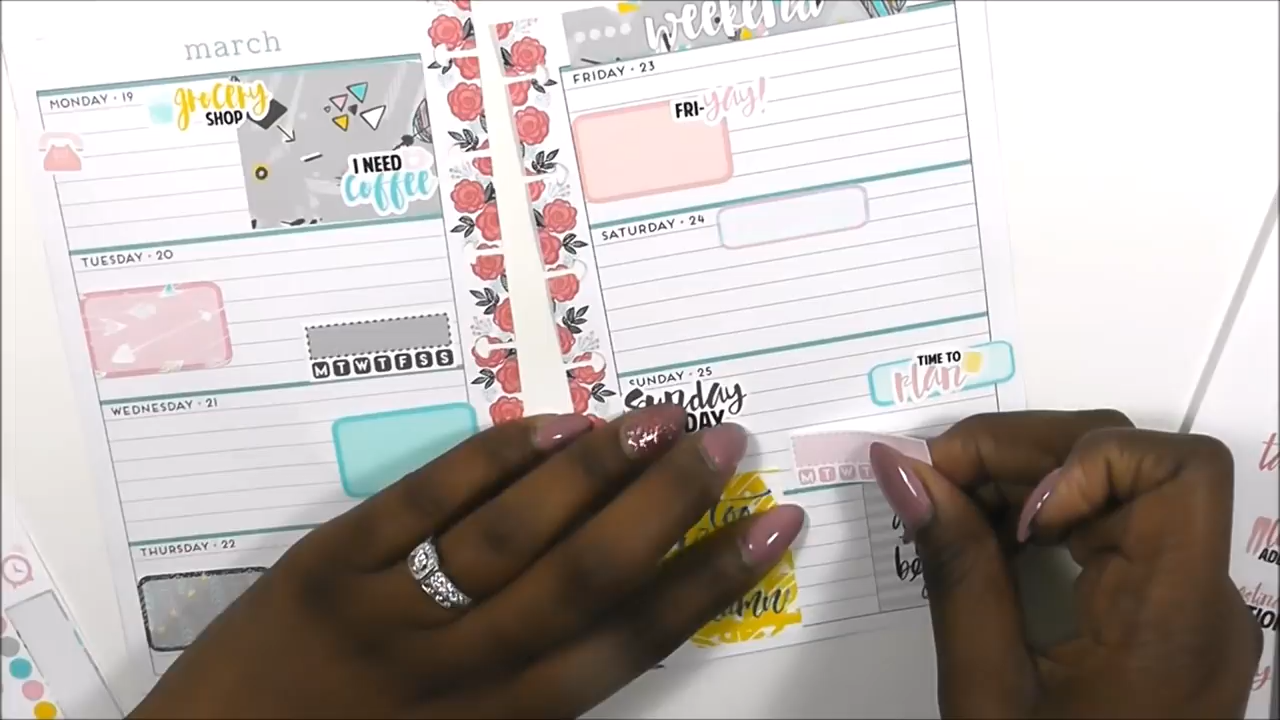 march
MONDAY • 19
grocery
SHOP
I NEED
coffee
TUESDAY • 20
M T W T F S S
WEDNESDAY • 21
THURSDAY • 22
weekend
FRIDAY • 23
FRI-yay!
SATURDAY • 24
SUNDAY • 25
Sunday
DAY
TIME TO
plan
M T W T